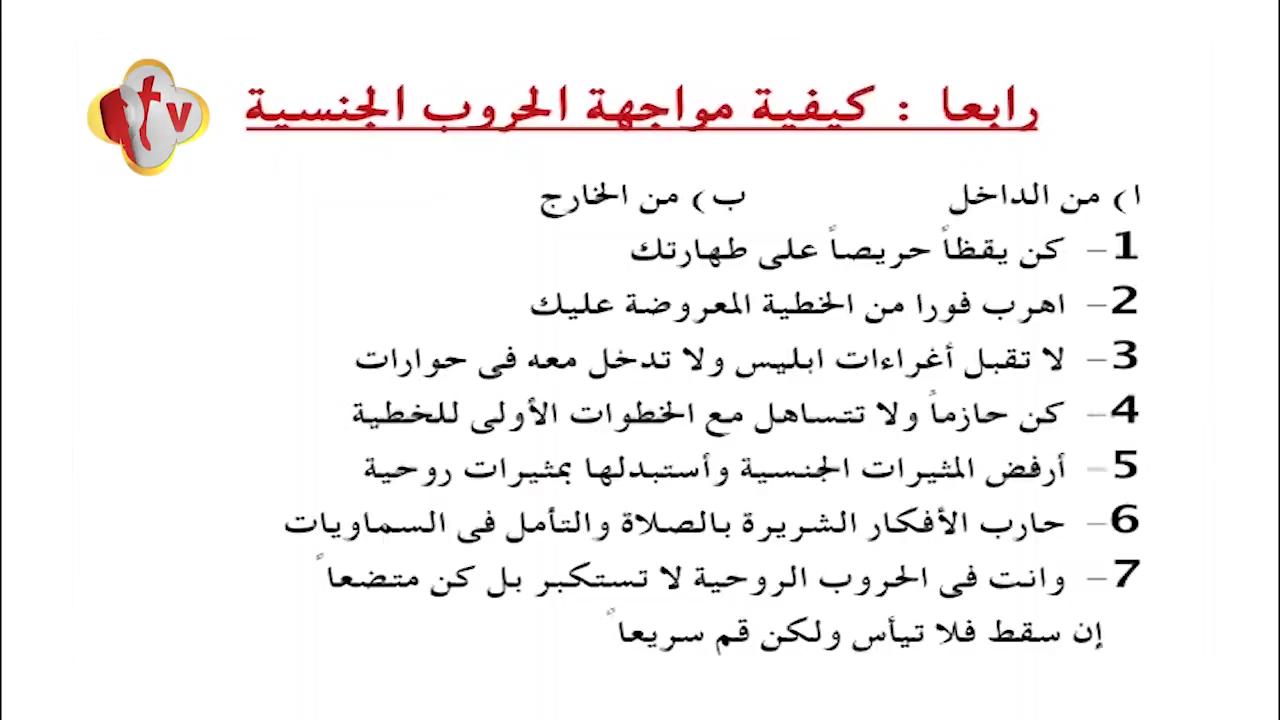 tv
رابعا : كيفية مواجهة الحروب الجنسية
ا) من الداخل ب) من الخارج
1- كن يقظاً حريصاً على طهارتك
2- اهرب فورا من الخطية المعروضة عليك
3- لا تقبل أغراءات ابليس ولا تدخل معه فى حوارات
4- كن حازماً ولا تتساهل مع الخطوات الأولى للخطية
5- أرفض المثيرات الجنسية وأستبدلها بمثيرات روحية
6- حارب الأفكار الشريرة بالصلاة والتأمل فى السماويات
7- وانت فى الحروب الروحية لا تستكبر بل كن متضعاً
إن سقط فلا تيأس ولكن قم سريعاً